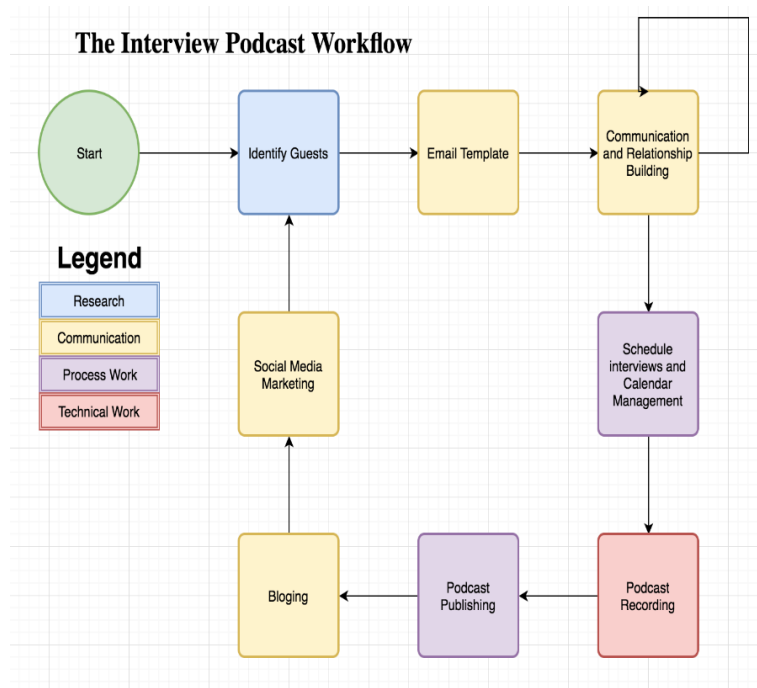 The Interview Podcast Workflow
Start
Identify Guests
Email Template
Communication
and Relationship
Building
Legend
Research
Communication
Process Work
Technical Work
Social Media
Marketing
Schedule
interviews and
Calendar
Management
Bloging
Podcast
Publishing
Podcast
Recording